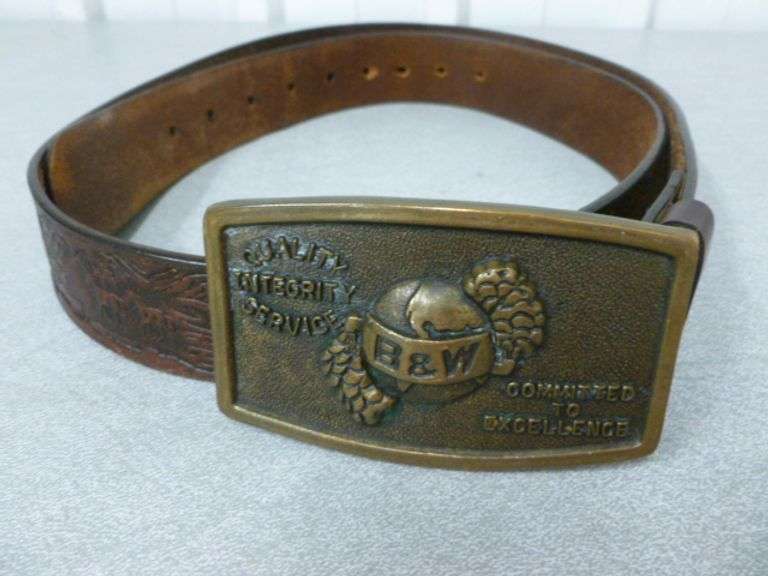 QUALITY
INTEGRITY
SERVICE
B&W
COMMITTED
TO
EXCELLENCE